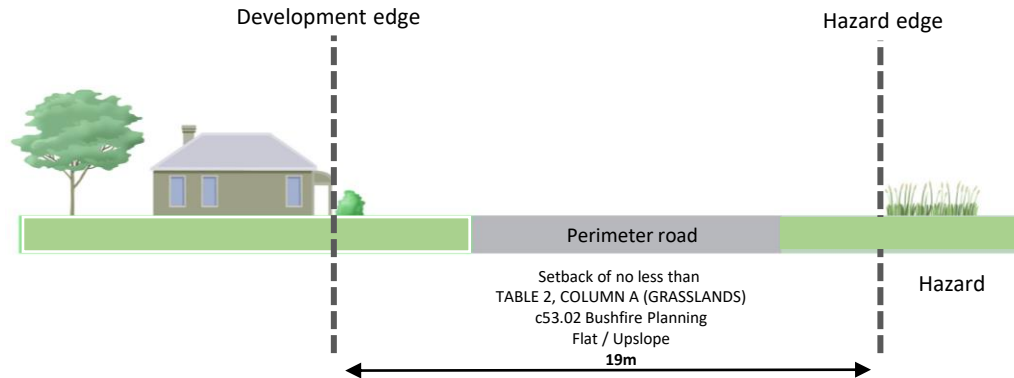 Development edge
Hazard edge
Perimeter road
Setback of no less than
TABLE 2, COLUMN A (GRASSLANDS)
c53.02 Bushfire Planning
Flat / Upslope
19m
Hazard